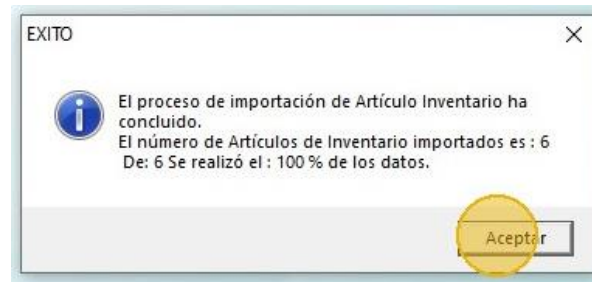 EXITO
El proceso de importación de Artículo Inventario ha
concluido.
El número de Artículos de Inventario importados es : 6
De: 6 Se realizó el : 100 % de los datos.
Aceptar